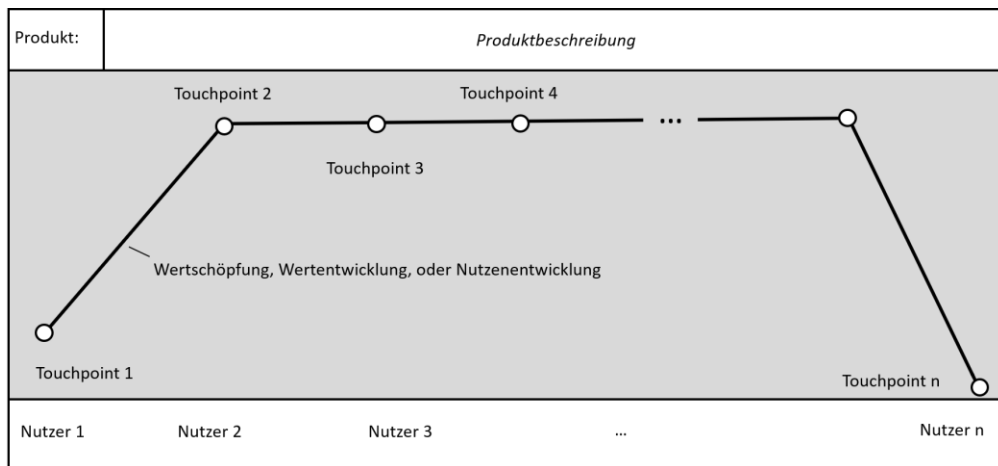 Produkt:
Produktbeschreibung
Touchpoint 2
Touchpoint 4
...
Touchpoint 3
Wertschöpfung, Wertentwicklung, oder Nutzenentwicklung
Touchpoint 1
Touchpoint n
Nutzer 1
Nutzer 2
Nutzer 3
...
Nutzer n